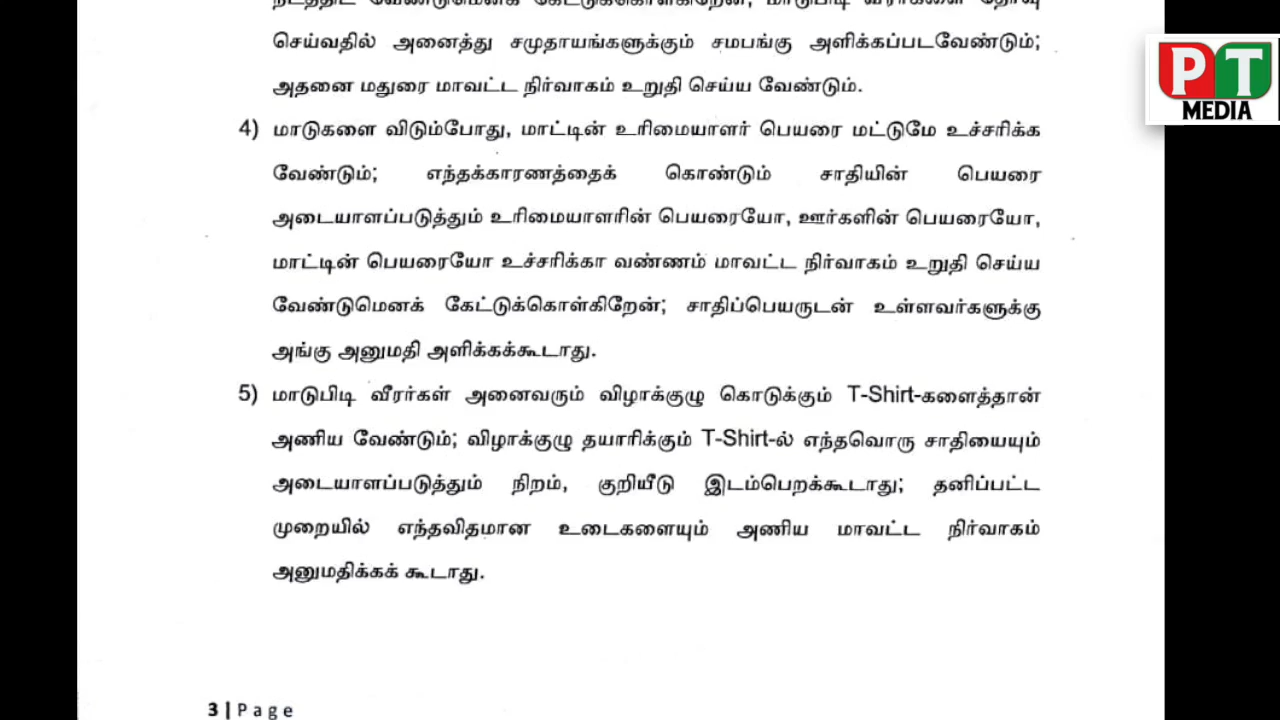 நடத்திட வேண்டுமெனக் கேட்டுக்கொள்கிறேன்; மாடுபிடி வீரர்களை தேர்வு
செய்வதில் அனைத்து சமுதாயங்களுக்கும் சமபங்கு அளிக்கப்படவேண்டும்;
அதனை மதுரை மாவட்ட நிர்வாகம் உறுதி செய்ய வேண்டும்.
4) மாடுகளை விடும்போது, மாட்டின் உரிமையாளர் பெயரை மட்டுமே உச்சரிக்க
வேண்டும்; எந்தக்காரணத்தைக் கொண்டும் சாதியின் பெயரை
அடையாளப்படுத்தும் உரிமையாளரின் பெயரையோ, ஊர்களின் பெயரையோ,
மாட்டின் பெயரையோ உச்சரிக்கா வண்ணம் மாவட்ட நிர்வாகம் உறுதி செய்ய
வேண்டுமெனக் கேட்டுக்கொள்கிறேன்; சாதிப்பெயருடன் உள்ளவர்களுக்கு
அங்கு அனுமதி அளிக்கக்கூடாது.
5) மாடுபிடி வீரர்கள் அனைவரும் விழாக்குழு கொடுக்கும் T-Shirt-களைத்தான்
அணிய வேண்டும்; விழாக்குழு தயாரிக்கும் T-Shirt-ல் எந்தவொரு சாதியையும்
அடையாளப்படுத்தும் நிறம், குறியீடு இடம்பெறக்கூடாது; தனிப்பட்ட
முறையில் எந்தவிதமான உடைகளையும் அணிய மாவட்ட நிர்வாகம்
அனுமதிக்கக் கூடாது.
3 | Page
PT
MEDIA